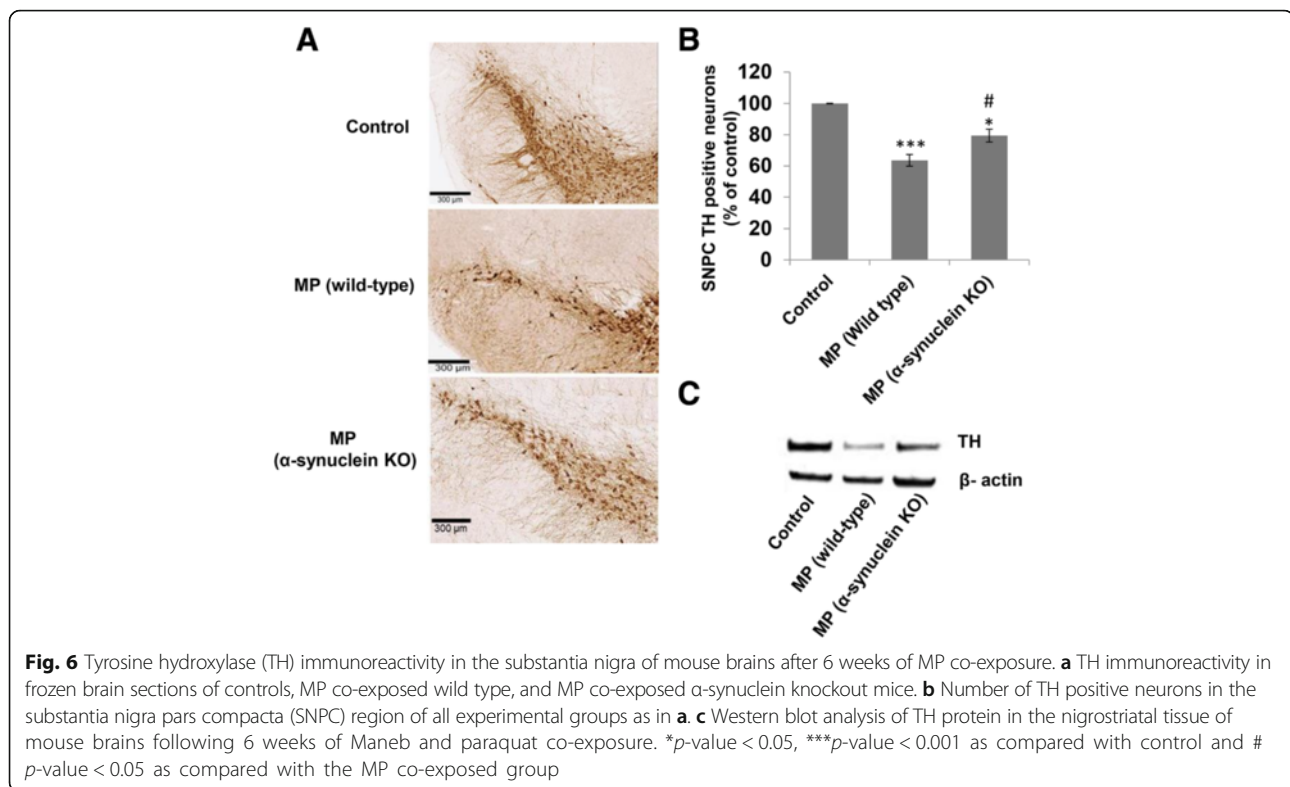 A
Control
300 µm
MP (wild-type)
300 µm
MP
(α-synuclein KO)
300 µm
B
SNPC TH positive neurons
(% of control)
120
100
80
60
40
20
0
***
#
*
Control
MP (Wild type)
MP (α-synuclein KO)
C
TH
β- actin
Control
MP (wild-type)
MP (α-synuclein KO)
Fig. 6 Tyrosine hydroxylase (TH) immunoreactivity in the substantia nigra of mouse brains after 6 weeks of MP co-exposure. a TH immunoreactivity in
frozen brain sections of controls, MP co-exposed wild type, and MP co-exposed α-synuclein knockout mice. b Number of TH positive neurons in the
substantia nigra pars compacta (SNPC) region of all experimental groups as in a. c Western blot analysis of TH protein in the nigrostriatal tissue of
mouse brains following 6 weeks of Maneb and paraquat co-exposure. *p-value < 0.05, ***p-value < 0.001 as compared with control and #
p-value < 0.05 as compared with the MP co-exposed group